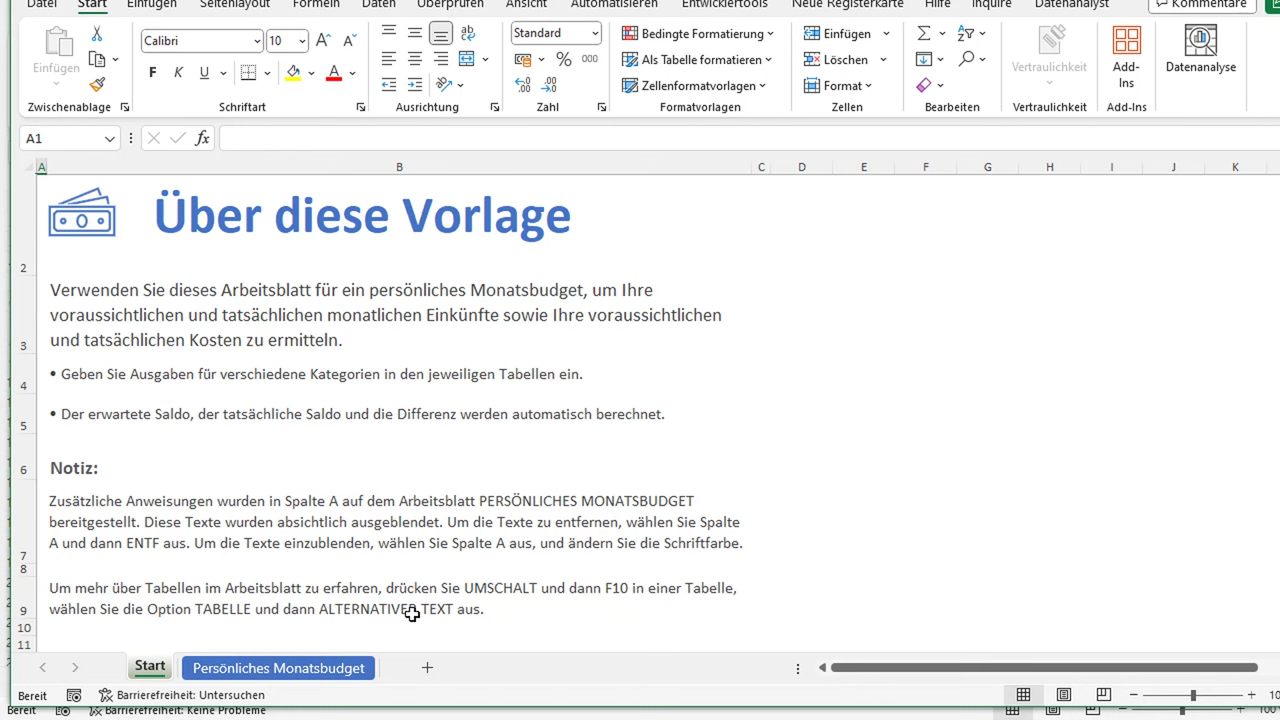 Datei Start Einfügen Seitenlayout Formeln Daten Überprüfen Ansicht Automatisieren Entwicklertools Neue Registerkarte Hilfe Inquire Datenanalyst Kommentare
Calibri 10 Standard Bedingte Formatierung Einfügen
Einfügen Als Tabelle formatieren Löschen Vertraulichkeit Add-Ins Datenanalyse
F K U A % 000 Zellenformatvorlagen Format
Zwischenablage Schriftart Ausrichtung Zahl Formatvorlagen Zellen Bearbeiten Vertraulichkeit Add-Ins
A1 fx
A B C D E F G H I J K
Über diese Vorlage
2
Verwenden Sie dieses Arbeitsblatt für ein persönliches Monatsbudget, um Ihre
voraussichtlichen und tatsächlichen monatlichen Einkünfte sowie Ihre voraussichtlichen
3 und tatsächlichen Kosten zu ermitteln.
4 • Geben Sie Ausgaben für verschiedene Kategorien in den jeweiligen Tabellen ein.
5 • Der erwartete Saldo, der tatsächliche Saldo und die Differenz werden automatisch berechnet.
6 Notiz:
Zusätzliche Anweisungen wurden in Spalte A auf dem Arbeitsblatt PERSÖNLICHES MONATSBUDGET
bereitgestellt. Diese Texte wurden absichtlich ausgeblendet. Um die Texte zu entfernen, wählen Sie Spalte
7 A und dann ENTF aus. Um die Texte einzublenden, wählen Sie Spalte A aus, und ändern Sie die Schriftfarbe.
8
Um mehr über Tabellen im Arbeitsblatt zu erfahren, drücken Sie UMSCHALT und dann F10 in einer Tabelle,
9 wählen Sie die Option TABELLE und dann ALTERNATIVER TEXT aus.
10
11
Start Persönliches Monatsbudget
Bereit Barrierefreiheit: Untersuchen
Bereit Barrierefreiheit: Keine Probleme